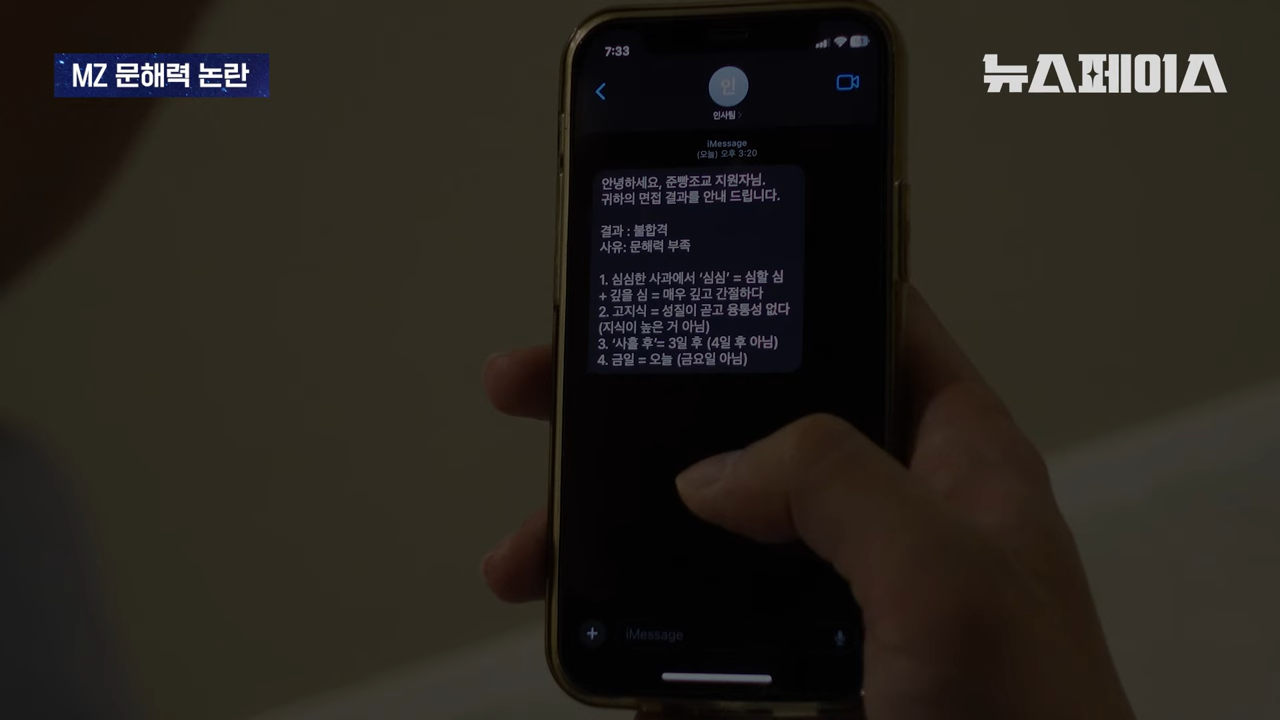 MZ 문해력 논란
뉴스페이스
7:33
인
인사팀
iMessage
(오늘) 오후 3:20
안녕하세요, 준빵조교 지원자님.
귀하의 면접 결과를 안내 드립니다.
결과 : 불합격
사유: 문해력 부족
1. 심심한 사과에서 ‘심심’ = 심할 심
+ 깊을 심 = 매우 깊고 간절하다
2. 고지식 = 성질이 곧고 융통성 없다
(지식이 높은 거 아님)
3. ‘사흘 후’= 3일 후 (4일 후 아님)
4. 금일 = 오늘 (금요일 아님)
iMessage